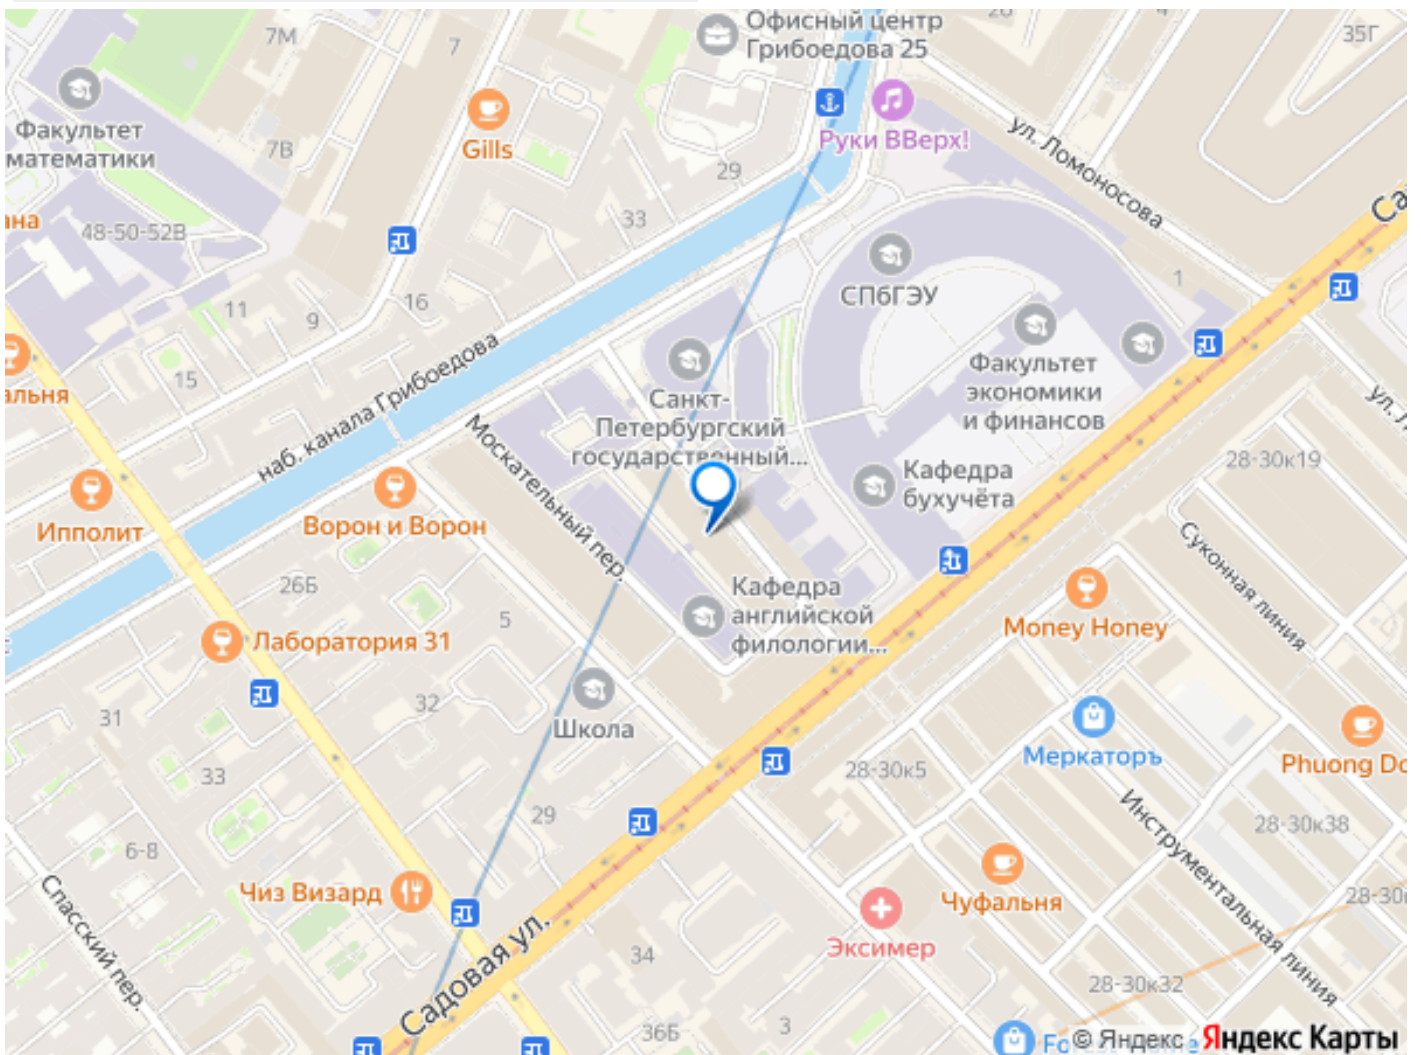 Офисный центр
Грибоедова 25
7М
7
20
4
35Г
Факультет
математики
7В
Gills
Руки ВВерх!
ул. Ломоносова
29
33
48-50-52В
СПбГЭУ
1
11
9
16
15
наб. канала Грибоедова
Санкт-
Петербургский
государственный...
Факультет
экономики
и финансов
Москательный пер.
Кафедра
бухучёта
28-30к19
Ипполит
Ворон и Ворон
Суконная линия
26Б
5
Кафедра
английской
филологии...
Money Honey
Лаборатория 31
31
32
Школа
Меркаторъ
Phuong Do
28-30к5
33
29
6-8
28-30к38
Инструментальная линия
Чиз Визард
Чуфальня
Спасский пер.
Эксимер
Садовая ул.
34
28-30к32
36Б
3
© Яндекс Яндекс Карты